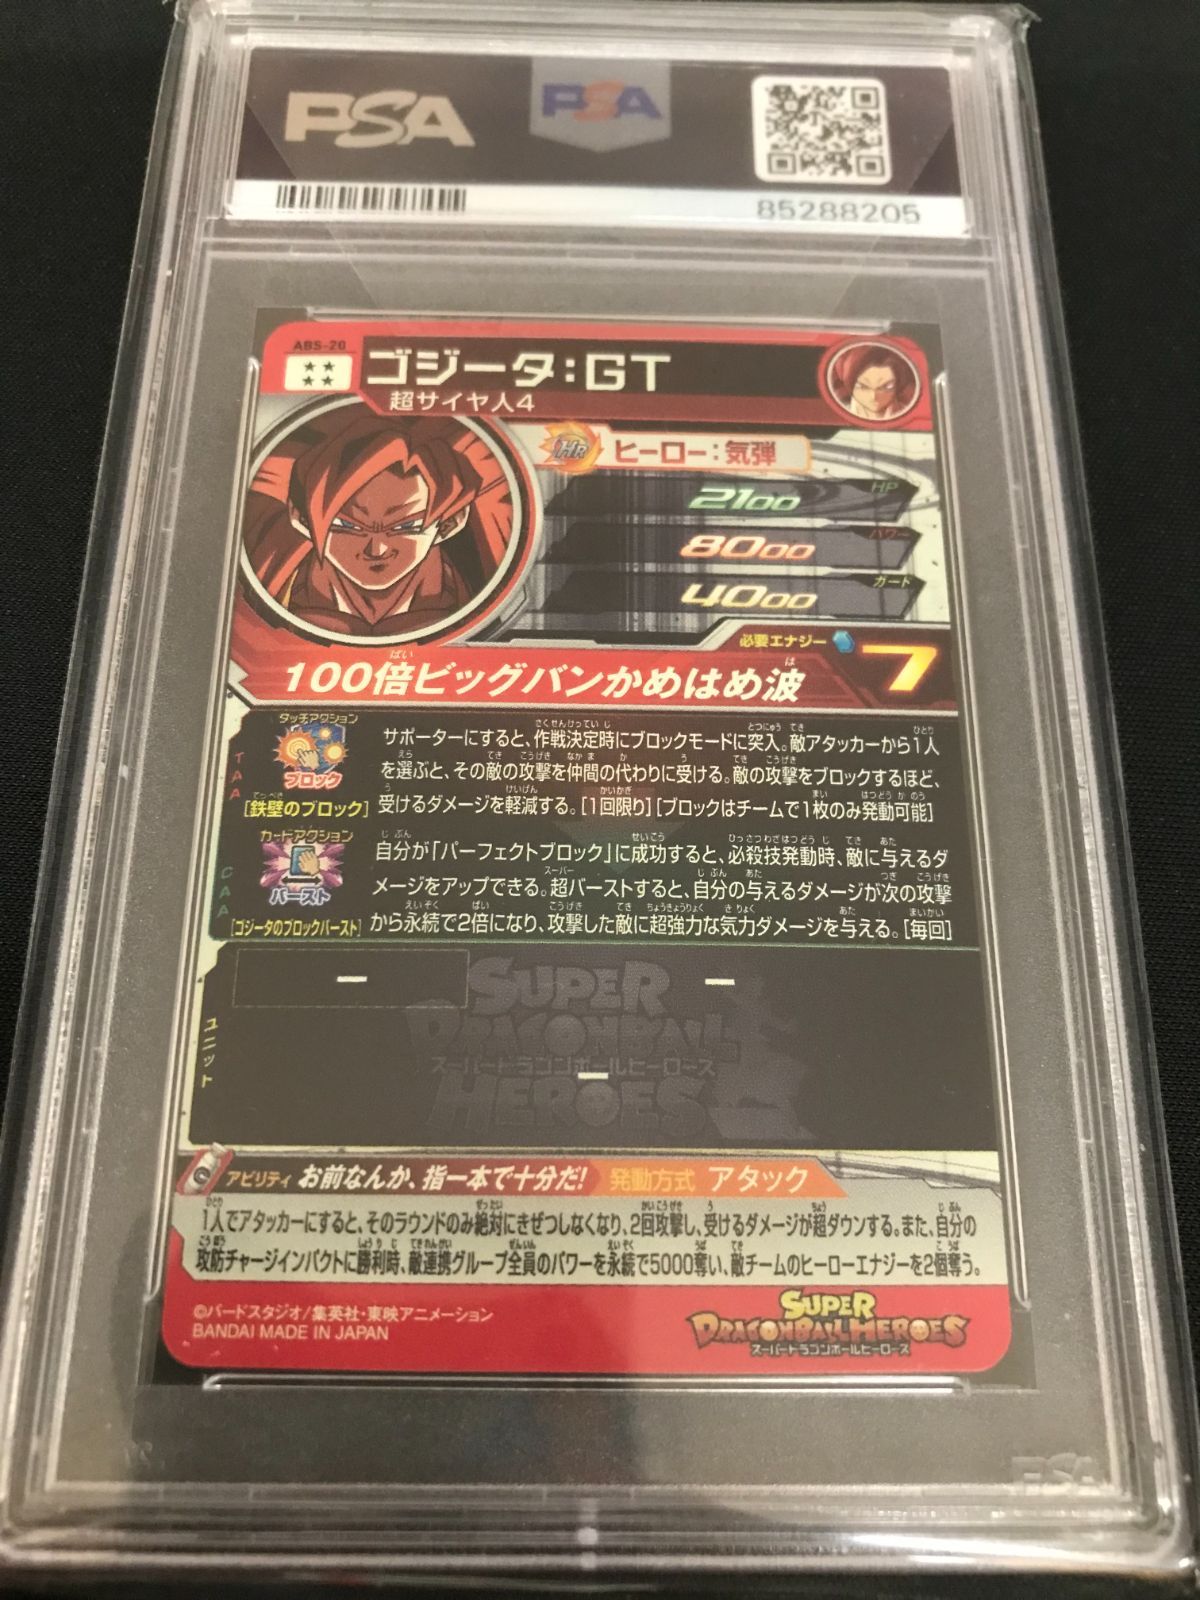 PSA
PSA
85288205
ABS-20
ゴジータ:GT
超サイヤ人4
HR ヒーロー:気弾
2100 HP
8000 パワー
4000 ガード
必要エナジー 7
100倍ビッグバンかめはめ波
ばい は
TAA
タッチアクション
ブロック
[鉄壁のブロック]
サポーターにすると、作戦決定時にブロックモードに突入。敵アタッカーから1人
を選ぶと、その敵の攻撃を仲間の代わりに受ける。敵の攻撃をブロックするほど、
受けるダメージを軽減する。[1回限り][ブロックはチームで1枚のみ発動可能]
CAA
カードアクション
バースト
[ゴジータのブロックバースト]
自分が「パーフェクトブロック」に成功すると、必殺技発動時、敵に与えるダ
メージをアップできる。超バーストすると、自分の与えるダメージが次の攻撃
から永続で2倍になり、攻撃した敵に超強力な気力ダメージを与える。[毎回]
ユニット
ー
ー
ー
SUPER
DRAGONBALL
スーパードラゴンボールヒーローズ
HEROES
アビリティ お前なんか、指一本で十分だ! 発動方式 アタック
1人でアタッカーにすると、そのラウンドのみ絶対にきぜつしなくなり、2回攻撃し、受けるダメージが超ダウンする。また、自分の
攻防チャージインパクトに勝利時、敵連携グループ全員のパワーを永続で5000奪い、敵チームのヒーローエナジーを2個奪う。
©バードスタジオ/集英社・東映アニメーション
BANDAI MADE IN JAPAN
SUPER
DRAGONBALL HEROES
スーパードラゴンボールヒーローズ
PSA